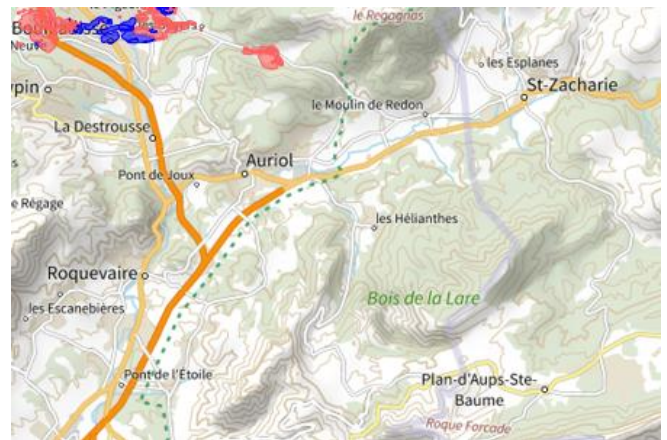 le Regagnas
Neuve
les Esplanes
St-Zacharie
le Moulin de Redon
La Destrousse
Auriol
Pont de Joux
Régage
les Hélianthes
Roquevaire
Bois de la Lare
les Escanebières
Pont de l'Étoile
Plan-d'Aups-Ste-
Baume
Roque Forcade